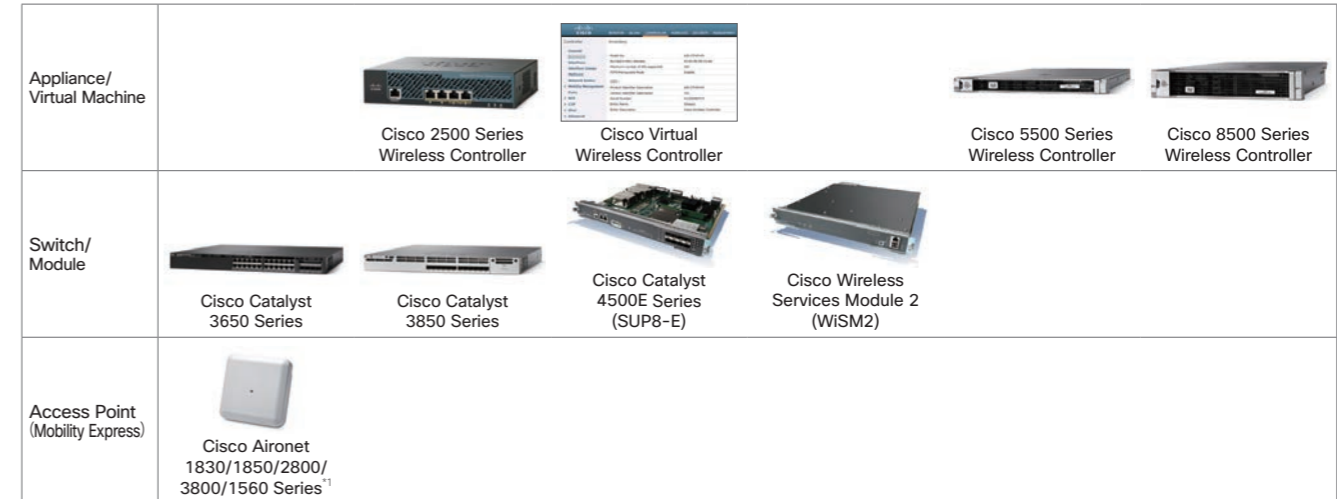 Appliance/
Virtual Machine
Cisco 2500 Series
Wireless Controller
Cisco Virtual
Wireless Controller
Cisco 5500 Series
Wireless Controller
Cisco 8500 Series
Wireless Controller
Switch/
Module
Cisco Catalyst
3650 Series
Cisco Catalyst
3850 Series
Cisco Catalyst
4500E Series
(SUP8-E)
Cisco Wireless
Services Module 2
(WiSM2)
Access Point
(Mobility Express)
Cisco Aironet
1830/1850/2800/
3800/1560 Series*1